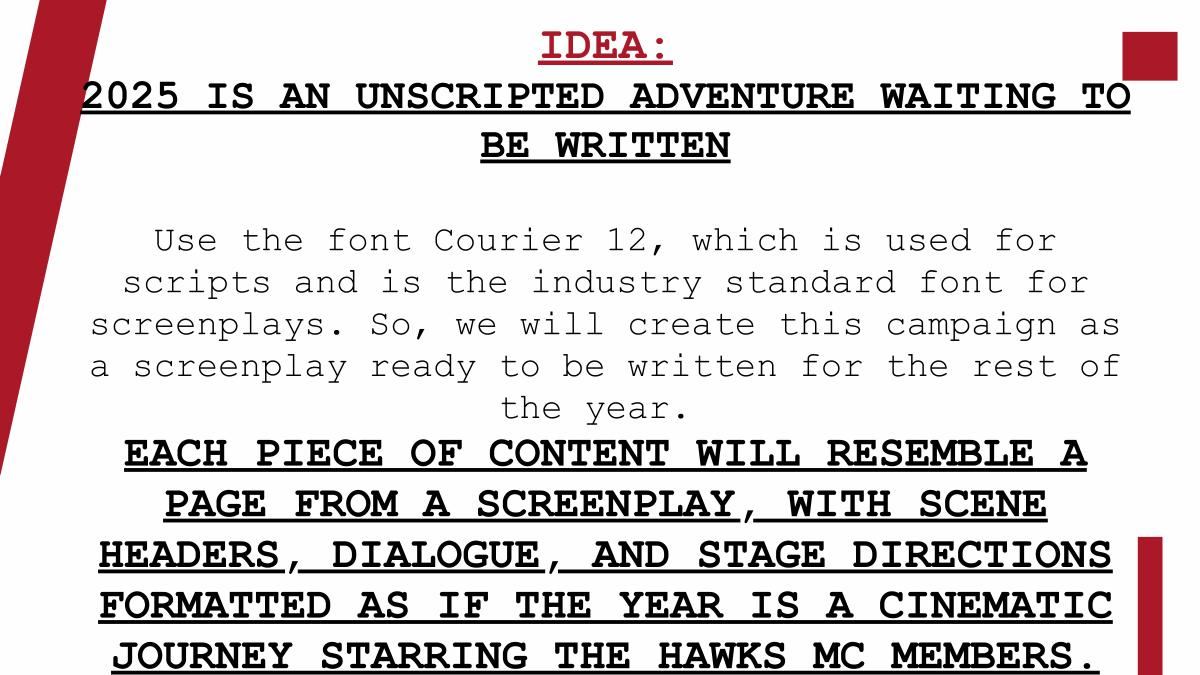 IDEA:
2025 IS AN UNSCRIPTED ADVENTURE WAITING TO
BE WRITTEN
Use the font Courier 12, which is used for
scripts and is the industry standard font for
screenplays. So, we will create this campaign as
a screenplay ready to be written for the rest of
the year.
EACH PIECE OF CONTENT WILL RESEMBLE A
PAGE FROM A SCREENPLAY, WITH SCENE
HEADERS, DIALOGUE, AND STAGE DIRECTIONS
FORMATTED AS IF THE YEAR IS A CINEMATIC
JOURNEY STARRING THE HAWKS MC MEMBERS.